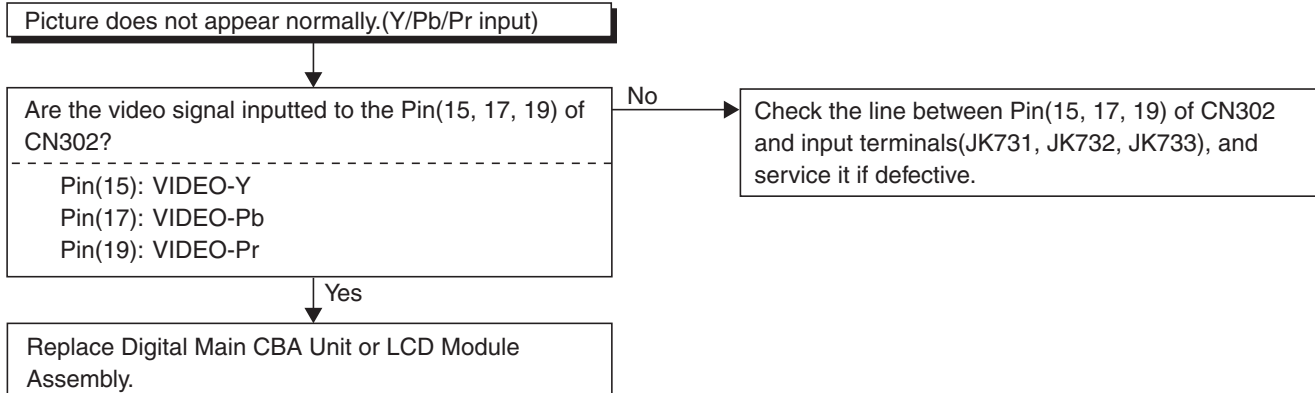 Picture does not appear normally.(Y/Pb/Pr input)
Are the video signal inputted to the Pin(15, 17, 19) of
CN302?
Pin(15): VIDEO-Y
Pin(17): VIDEO-Pb
Pin(19): VIDEO-Pr
No
Check the line between Pin(15, 17, 19) of CN302
and input terminals(JK731, JK732, JK733), and
service it if defective.
Yes
Replace Digital Main CBA Unit or LCD Module
Assembly.